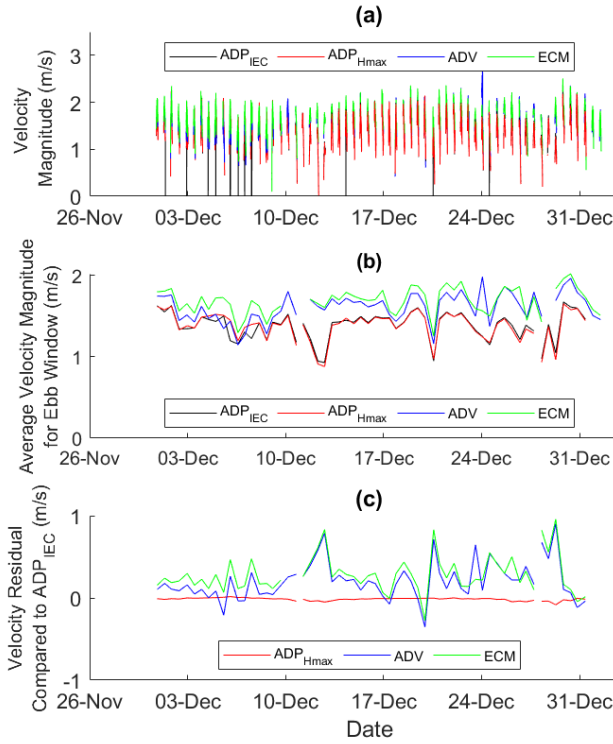 (a)
ADP_IEC ADP_Hmax ADV ECM
Velocity
Magnitude (m/s)
3
2
1
0
26-Nov 03-Dec 10-Dec 17-Dec 24-Dec 31-Dec
(b)
Average Velocity Magnitude
for Ebb Window (m/s)
2
1
0
ADP_IEC ADP_Hmax ADV ECM
26-Nov 03-Dec 10-Dec 17-Dec 24-Dec 31-Dec
(c)
Velocity Residual
Compared to ADP_IEC (m/s)
1
0
-1
ADP_Hmax ADV ECM
26-Nov 03-Dec 10-Dec 17-Dec 24-Dec 31-Dec
Date